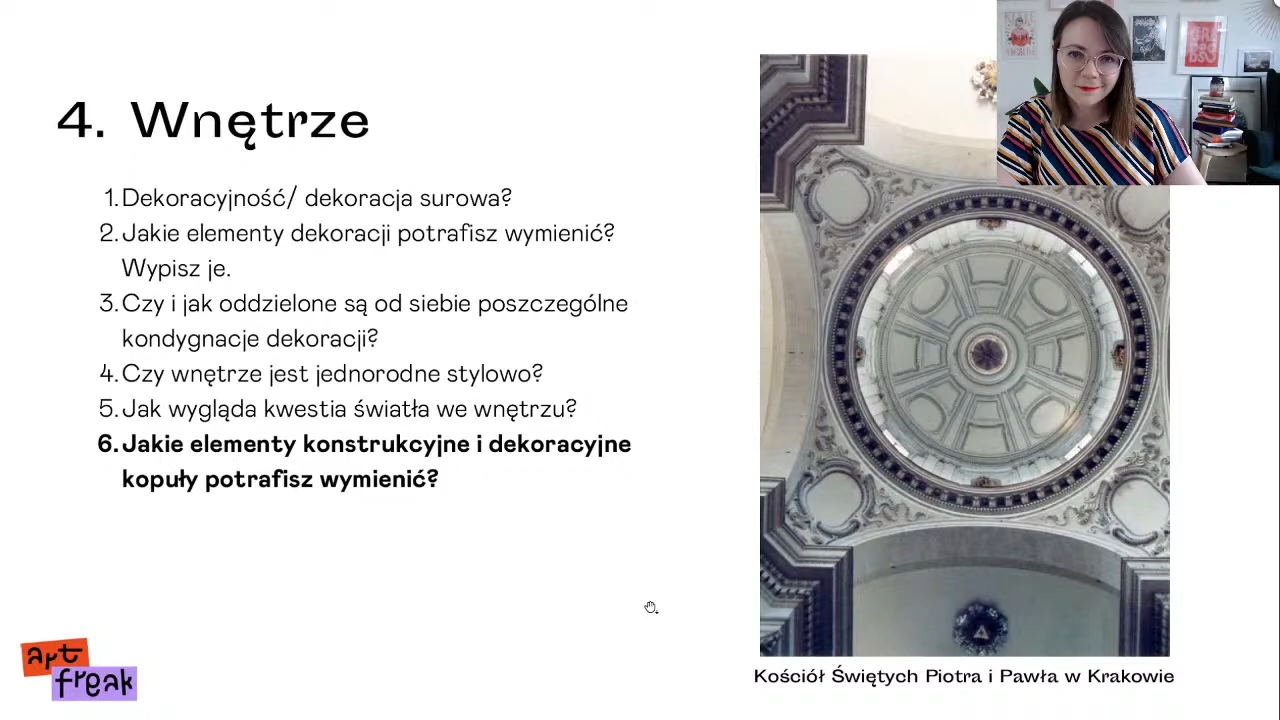 4. Wnętrze
1. Dekoracyjność/ dekoracja surowa?
2. Jakie elementy dekoracji potrafisz wymienić?
Wypisz je.
3. Czy i jak oddzielone są od siebie poszczególne
kondygnacje dekoracji?
4. Czy wnętrze jest jednorodne stylowo?
5. Jak wygląda kwestia światła we wnętrzu?
6. Jakie elementy konstrukcyjne i dekoracyjne
kopuły potrafisz wymienić?
Kościół Świętych Piotra i Pawła w Krakowie
art
freak